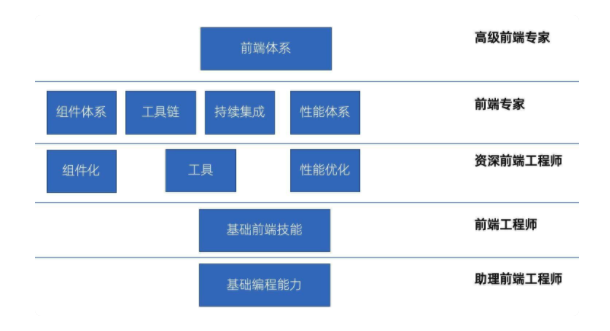 前端体系
高级前端专家
组件体系 工具链 持续集成 性能体系
前端专家
组件化 工具 性能优化
资深前端工程师
基础前端技能
前端工程师
基础编程能力
助理前端工程师